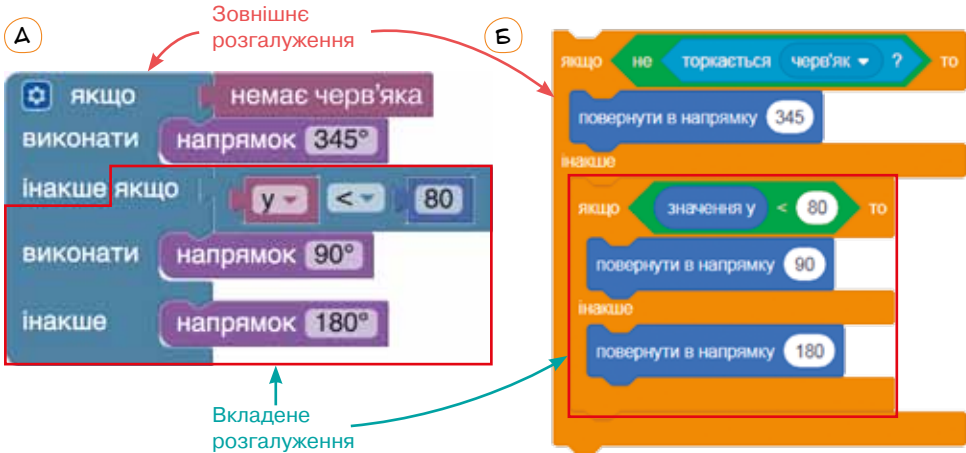 Зовнішнє
розгалуження
А
якщо немає черв'яка
виконати напрямок 345°
інакше якщо у < 80
виконати напрямок 90°
інакше напрямок 180°
Б
якщо не торкається черв'як ? то
повернути в напрямку 345
інакше
якщо значення у < 80 то
повернути в напрямку 90
інакше
повернути в напрямку 180
Вкладене
розгалуження